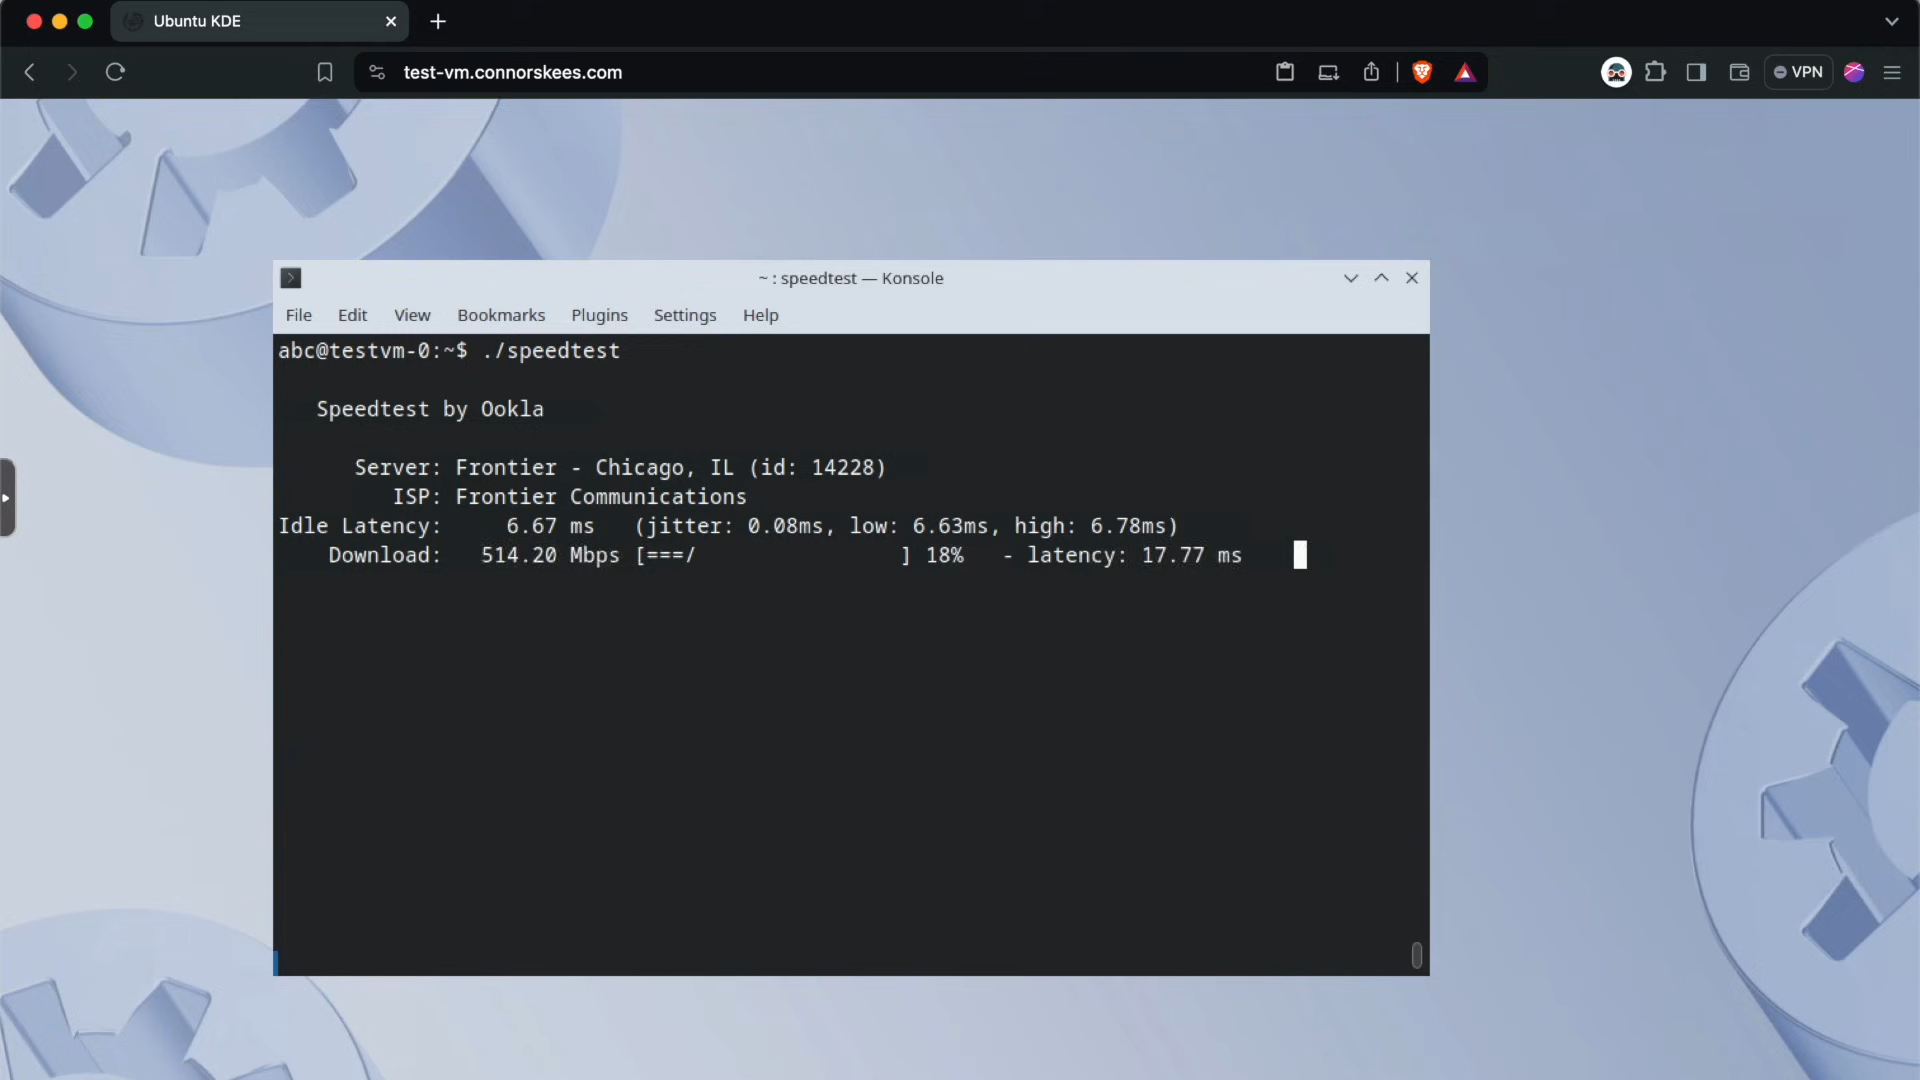 Ubuntu KDE
test-vm.connorskees.com
VPN
~ : speedtest — Konsole
File Edit View Bookmarks Plugins Settings Help
abc@testvm-0:~$ ./speedtest
Speedtest by Ookla
Server: Frontier - Chicago, IL (id: 14228)
ISP: Frontier Communications
Idle Latency: 6.67 ms (jitter: 0.08ms, low: 6.63ms, high: 6.78ms)
Download: 514.20 Mbps [===/ ] 18% - latency: 17.77 ms